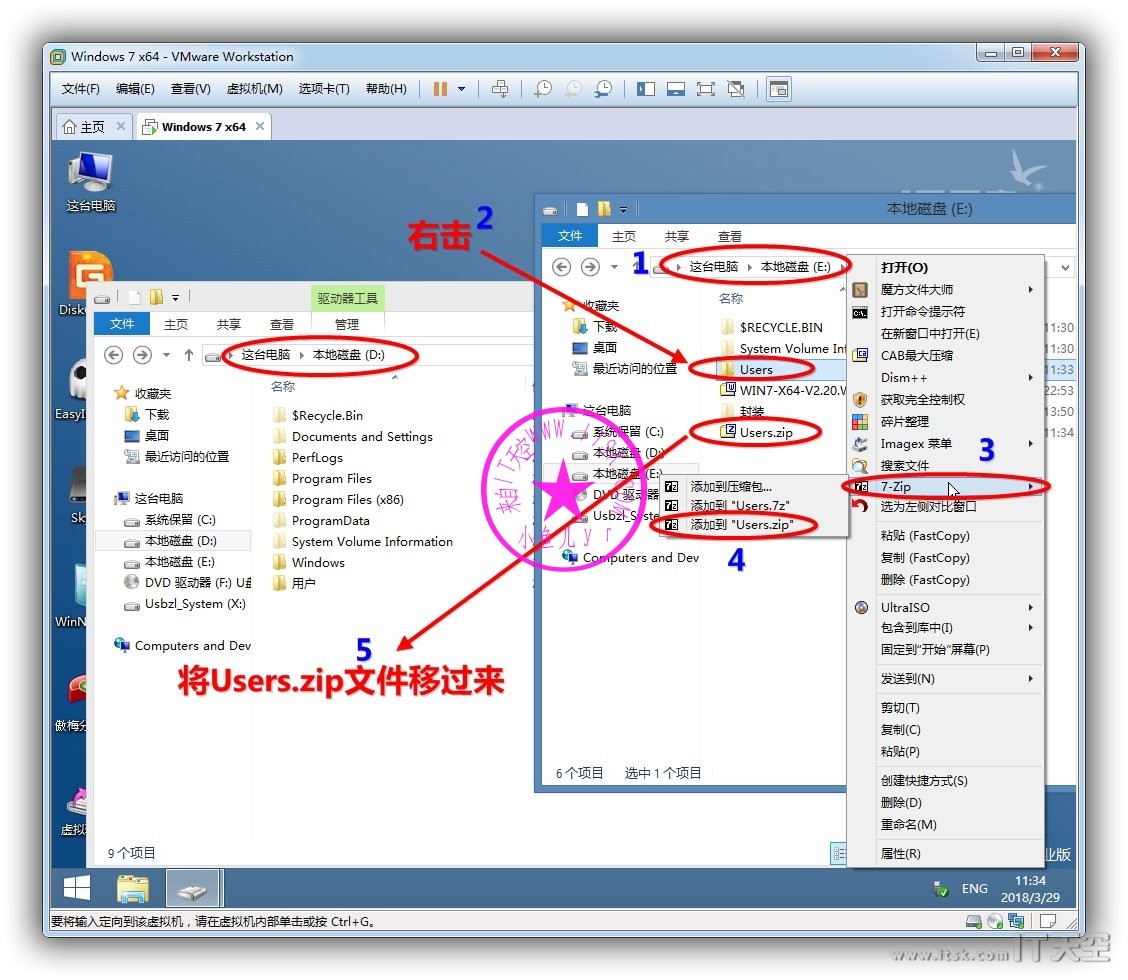 Windows 7 x64 - VMware Workstation
文件(F) 编辑(E) 查看(V) 虚拟机(M) 选项卡(T) 帮助(H)
主页
Windows 7 x64
这台电脑
右击
2
1
驱动器工具
文件 主页 共享 查看 管理
这台电脑 本地磁盘 (D:)
名称
收藏夹
下载
桌面
最近访问的位置
这台电脑
系统保留 (C:)
本地磁盘 (D:)
本地磁盘 (E:)
DVD 驱动器 (F:)
Usbzl_System (X:)
Computers and Dev
$Recycle.Bin
Documents and Settings
PerfLogs
Program Files
Program Files (x86)
ProgramData
System Volume Information
Windows
用户
9 个项目
5
将Users.zip文件移过来
本地磁盘 (E:)
文件 主页 共享 查看
这台电脑 本地磁盘 (E:)
名称
收藏夹
下载
桌面
最近访问的位置
这台电脑
系统保留 (C:)
本地磁盘 (D:)
本地磁盘 (E:)
DVD 驱动器
Usbzl_Syste
Computers and Dev
$RECYCLE.BIN 11:30
System Volume Inf 11:30
Users 11:33
WIN7-X64-V2.20.W 22:53
封装 13:50
Users.zip 11:34
6 个项目 选中 1 个项目
添加到压缩包...
添加到 "Users.7z"
添加到 "Users.zip"
4
打开(O)
魔方文件大师
打开命令提示符
在新窗口中打开(E)
CAB最大压缩
Dism++
获取完全控制权
碎片整理
Imagex 菜单
3
搜索文件
7-Zip
选为左侧对比窗口
粘贴 (FastCopy)
复制 (FastCopy)
删除 (FastCopy)
UltraISO
包含到库中(I)
固定到"开始"屏幕(P)
发送到(N)
剪切(T)
复制(C)
粘贴(P)
创建快捷方式(S)
删除(D)
重命名(M)
属性(R)
业版
ENG
11:34
2018/3/29
要将输入定向到该虚拟机，请在虚拟机内部单击或按 Ctrl+G。
www.itsk.com IT天空